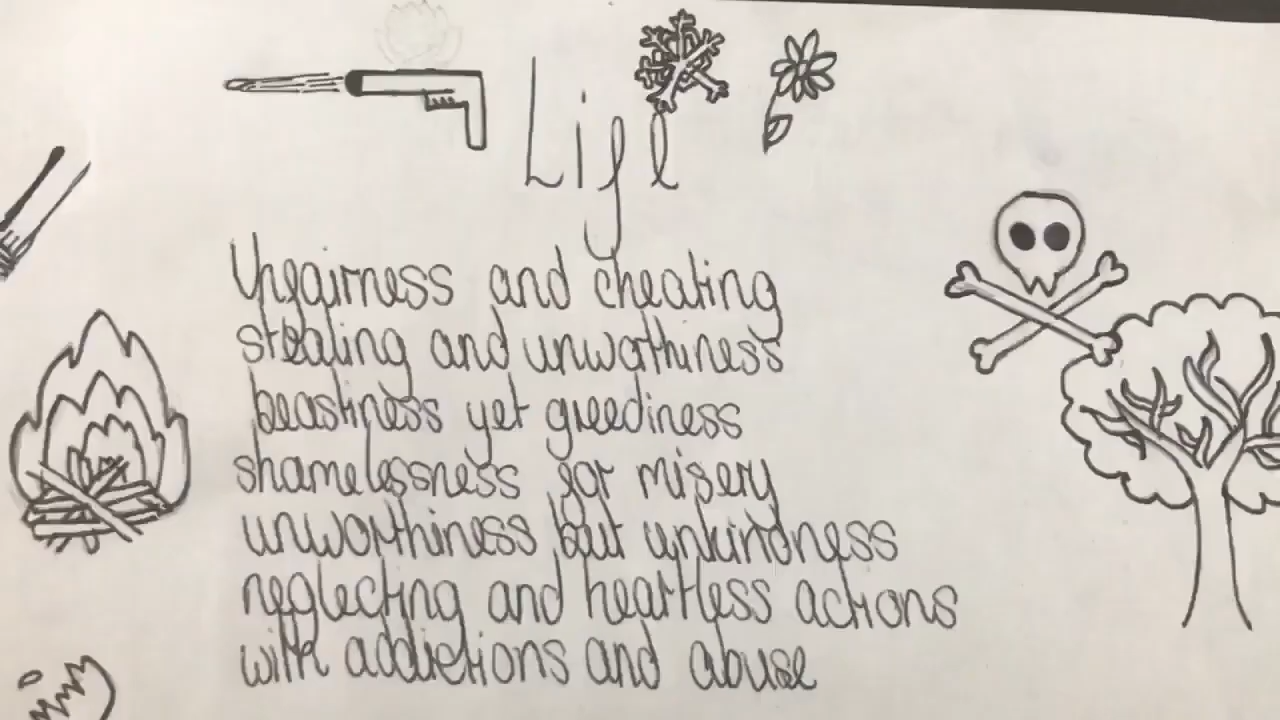 Life
Unfairness and cheating
stealing and unworthiness
beastiness yet greediness
shamelessness for misery
unworthiness but unkindness
neglecting and heartless actions
with addictions and abuse